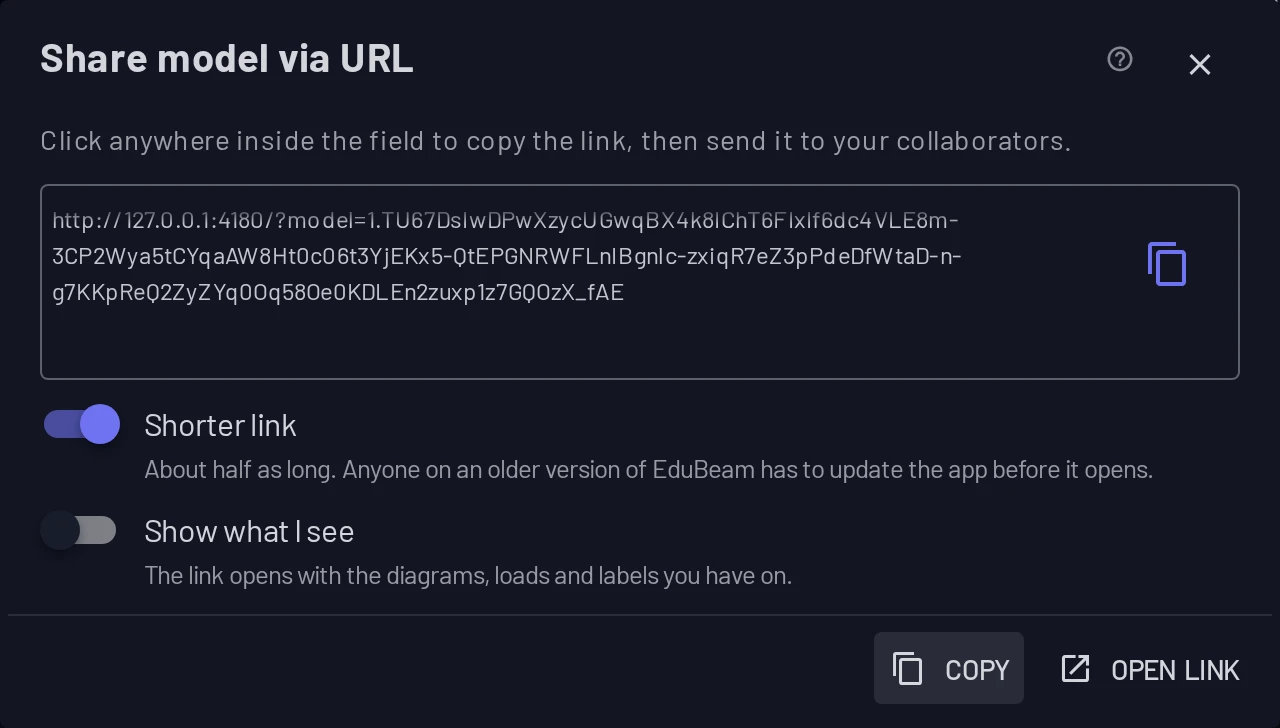 Share model via URL
Click anywhere inside the field to copy the link, then send it to your collaborators.
http://127.0.0.1:4180/?model=1.TU67DsIwDPwXzycUGwqBX4k8IChT6FIxIf6dc4VLE8m-
3CP2Wya5tCYqaAW8Ht0c06t3YjEKx5-QtEPGNRWFLnIBgnIc-zxiqR7eZ3pPdeDfWtaD-n-
g7KKpReQ2ZyZYq0Oq58Oe0KDLEn2zuxp1z7GQOzX_fAE
Shorter link
About half as long. Anyone on an older version of EduBeam has to update the app before it opens.
Show what I see
The link opens with the diagrams, loads and labels you have on.
COPY
OPEN LINK